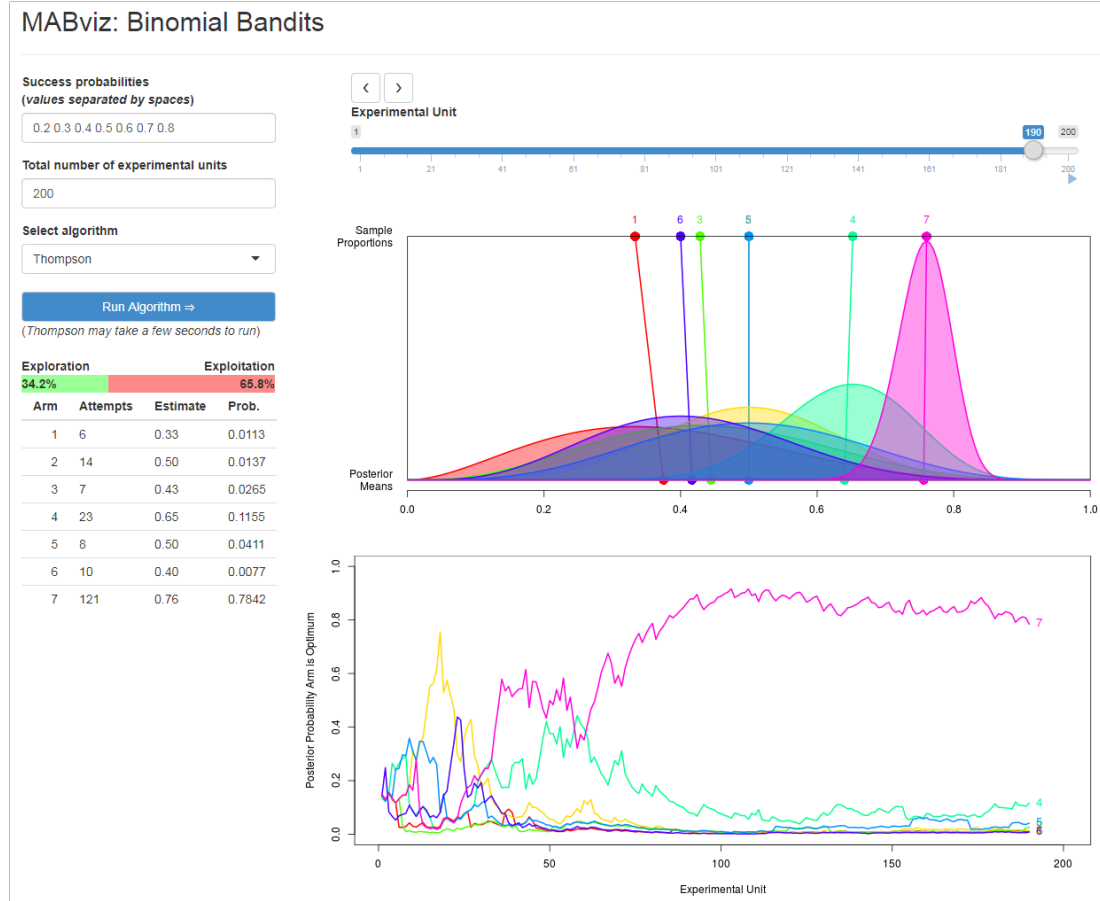 MABviz: Binomial Bandits
Success probabilities
(values separated by spaces)
0.2 0.3 0.4 0.5 0.6 0.7 0.8
Total number of experimental units
200
Select algorithm
Thompson
Run Algorithm ⇒
(Thompson may take a few seconds to run)
Exploration Exploitation
34.2% 65.8%
Arm Attempts Estimate Prob.
1 6 0.33 0.0113
2 14 0.50 0.0137
3 7 0.43 0.0265
4 23 0.65 0.1155
5 8 0.50 0.0411
6 10 0.40 0.0077
7 121 0.76 0.7842
‹ ›
Experimental Unit
1 190 200
1 21 41 61 81 101 121 141 161 181 200
1 6 3 5 4 7
Sample
Proportions
Posterior
Means
0.0 0.2 0.4 0.6 0.8 1.0
Posterior Probability Arm is Optimum
1.0
0.8
0.6
0.4
0.2
0.0
7
4
5
6
0 50 100 150 200
Experimental Unit